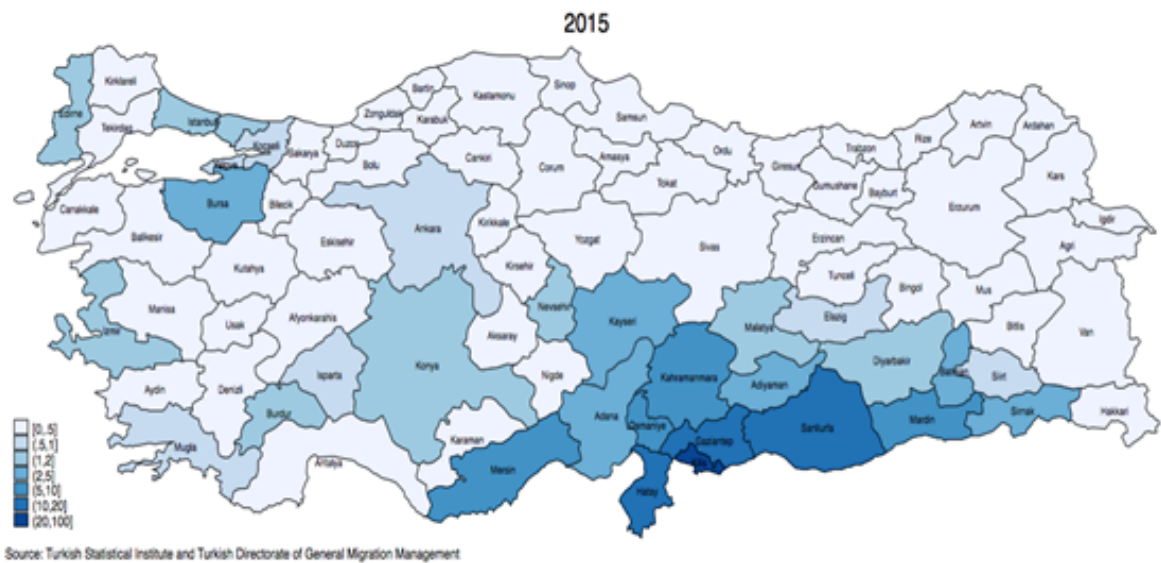 2015
Kirklareli
Edirne
Tekirdag
Istanbul
Kocaeli
Yalova
Sakarya
Duzce
Bolu
Zonguldak
Bartin
Karabuk
Kastamonu
Sinop
Samsun
Cankiri
Corum
Amasya
Tokat
Ordu
Giresun
Trabzon
Gumushane
Bayburt
Rize
Artvin
Ardahan
Kars
Igdir
Agri
Erzurum
Erzincan
Canakkale
Balikesir
Bursa
Bilecik
Eskisehir
Kutahya
Ankara
Kirikkale
Kirsehir
Yozgat
Sivas
Tunceli
Bingol
Mus
Bitlis
Van
Manisa
Usak
Afyonkarahis
Izmir
Aydin
Denizli
Isparta
Burdur
Mugla
Antalya
Konya
Aksaray
Nevsehir
Nigde
Karaman
Mersin
Kayseri
Adana
Osmaniye
Kahramanmara
Malatya
Elazig
Adiyaman
Diyarbakir
Batman
Siirt
Sirnak
Hakkari
Mardin
Sanliurfa
Gaziantep
Hatay
[0,.5]
(.5,1]
(1,2]
(2,5]
(5,10]
(10,20]
(20,100]
Source: Turkish Statistical Institute and Turkish Directorate of General Migration Management